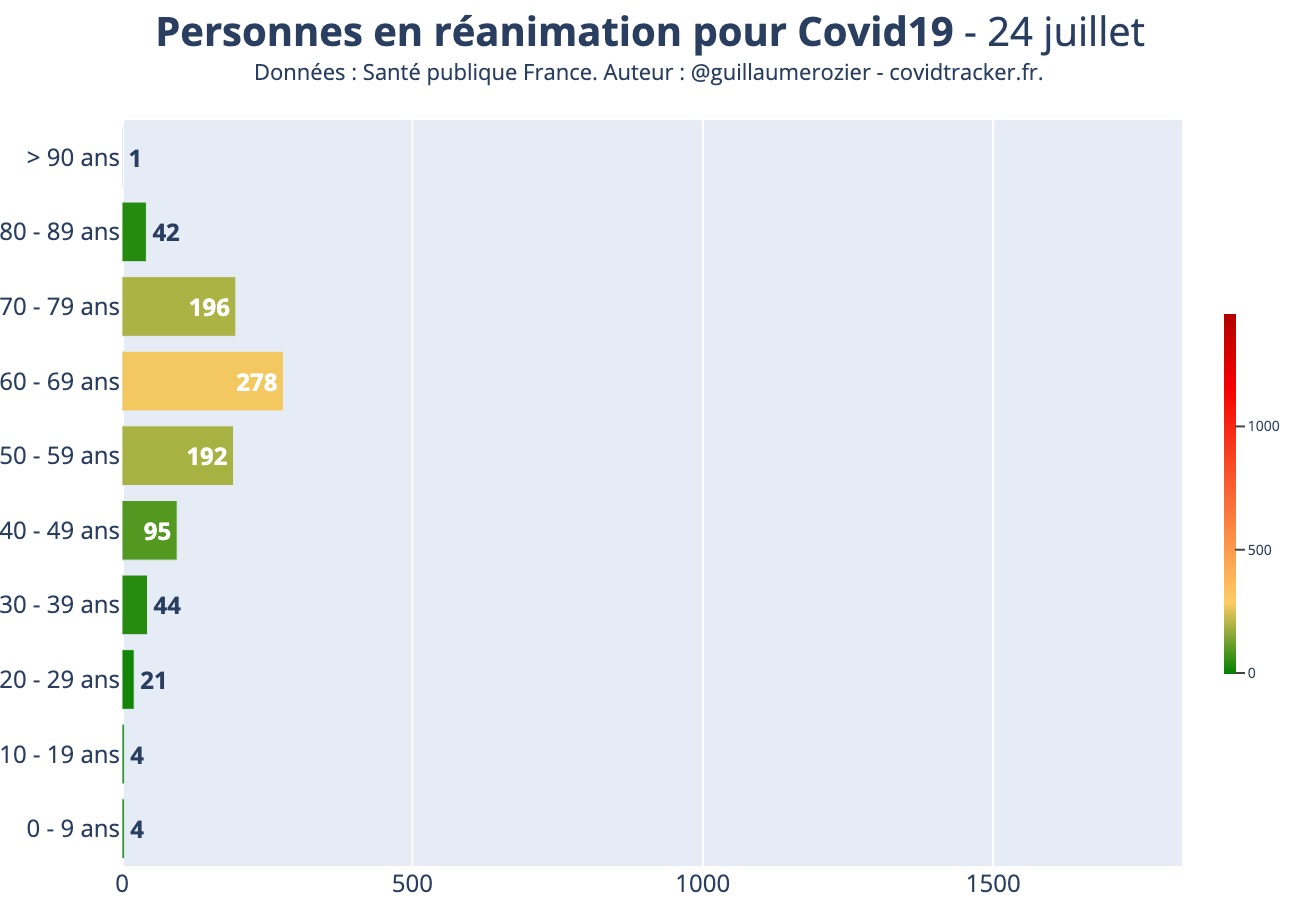 Personnes en réanimation pour Covid19 - 24 juillet
Données : Santé publique France. Auteur : @guillaumerozier - covidtracker.fr.
> 90 ans 1
80 - 89 ans 42
70 - 79 ans 196
60 - 69 ans 278
50 - 59 ans 192
40 - 49 ans 95
30 - 39 ans 44
20 - 29 ans 21
10 - 19 ans 4
0 - 9 ans 4
0 500 1000 1500
1000
500
0